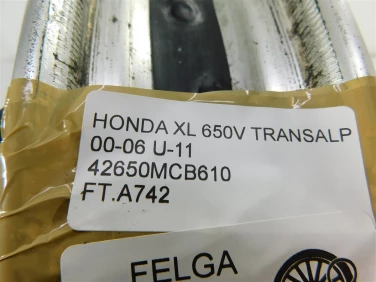 HONDA XL 650V TRANSALP
00-06 U-11
42650MCB610
FT.A742
FELGA